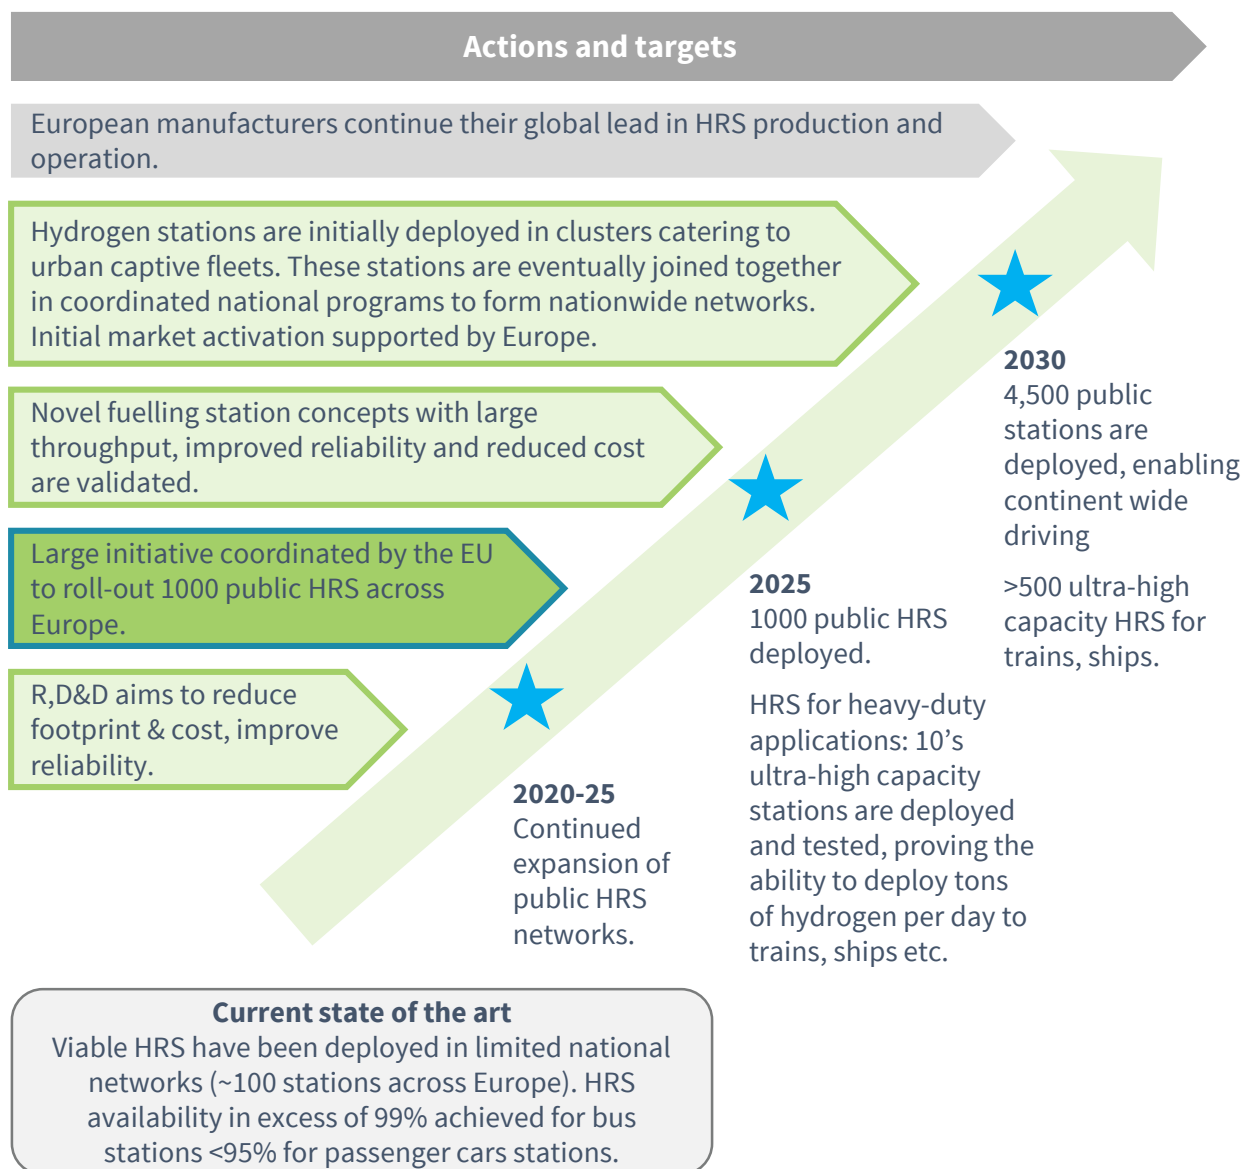 Actions and targets
European manufacturers continue their global lead in HRS production and
operation.
Hydrogen stations are initially deployed in clusters catering to
urban captive fleets. These stations are eventually joined together
in coordinated national programs to form nationwide networks.
Initial market activation supported by Europe.
Novel fuelling station concepts with large
throughput, improved reliability and reduced cost
are validated.
Large initiative coordinated by the EU
to roll-out 1000 public HRS across
Europe.
R,D&D aims to reduce
footprint & cost, improve
reliability.
2020-25
Continued
expansion of
public HRS
networks.
2025
1000 public HRS
deployed.
HRS for heavy-duty
applications: 10’s
ultra-high capacity
stations are deployed
and tested, proving the
ability to deploy tons
of hydrogen per day to
trains, ships etc.
2030
4,500 public
stations are
deployed, enabling
continent wide
driving
>500 ultra-high
capacity HRS for
trains, ships.
Current state of the art
Viable HRS have been deployed in limited national
networks (~100 stations across Europe). HRS
availability in excess of 99% achieved for bus
stations <95% for passenger cars stations.